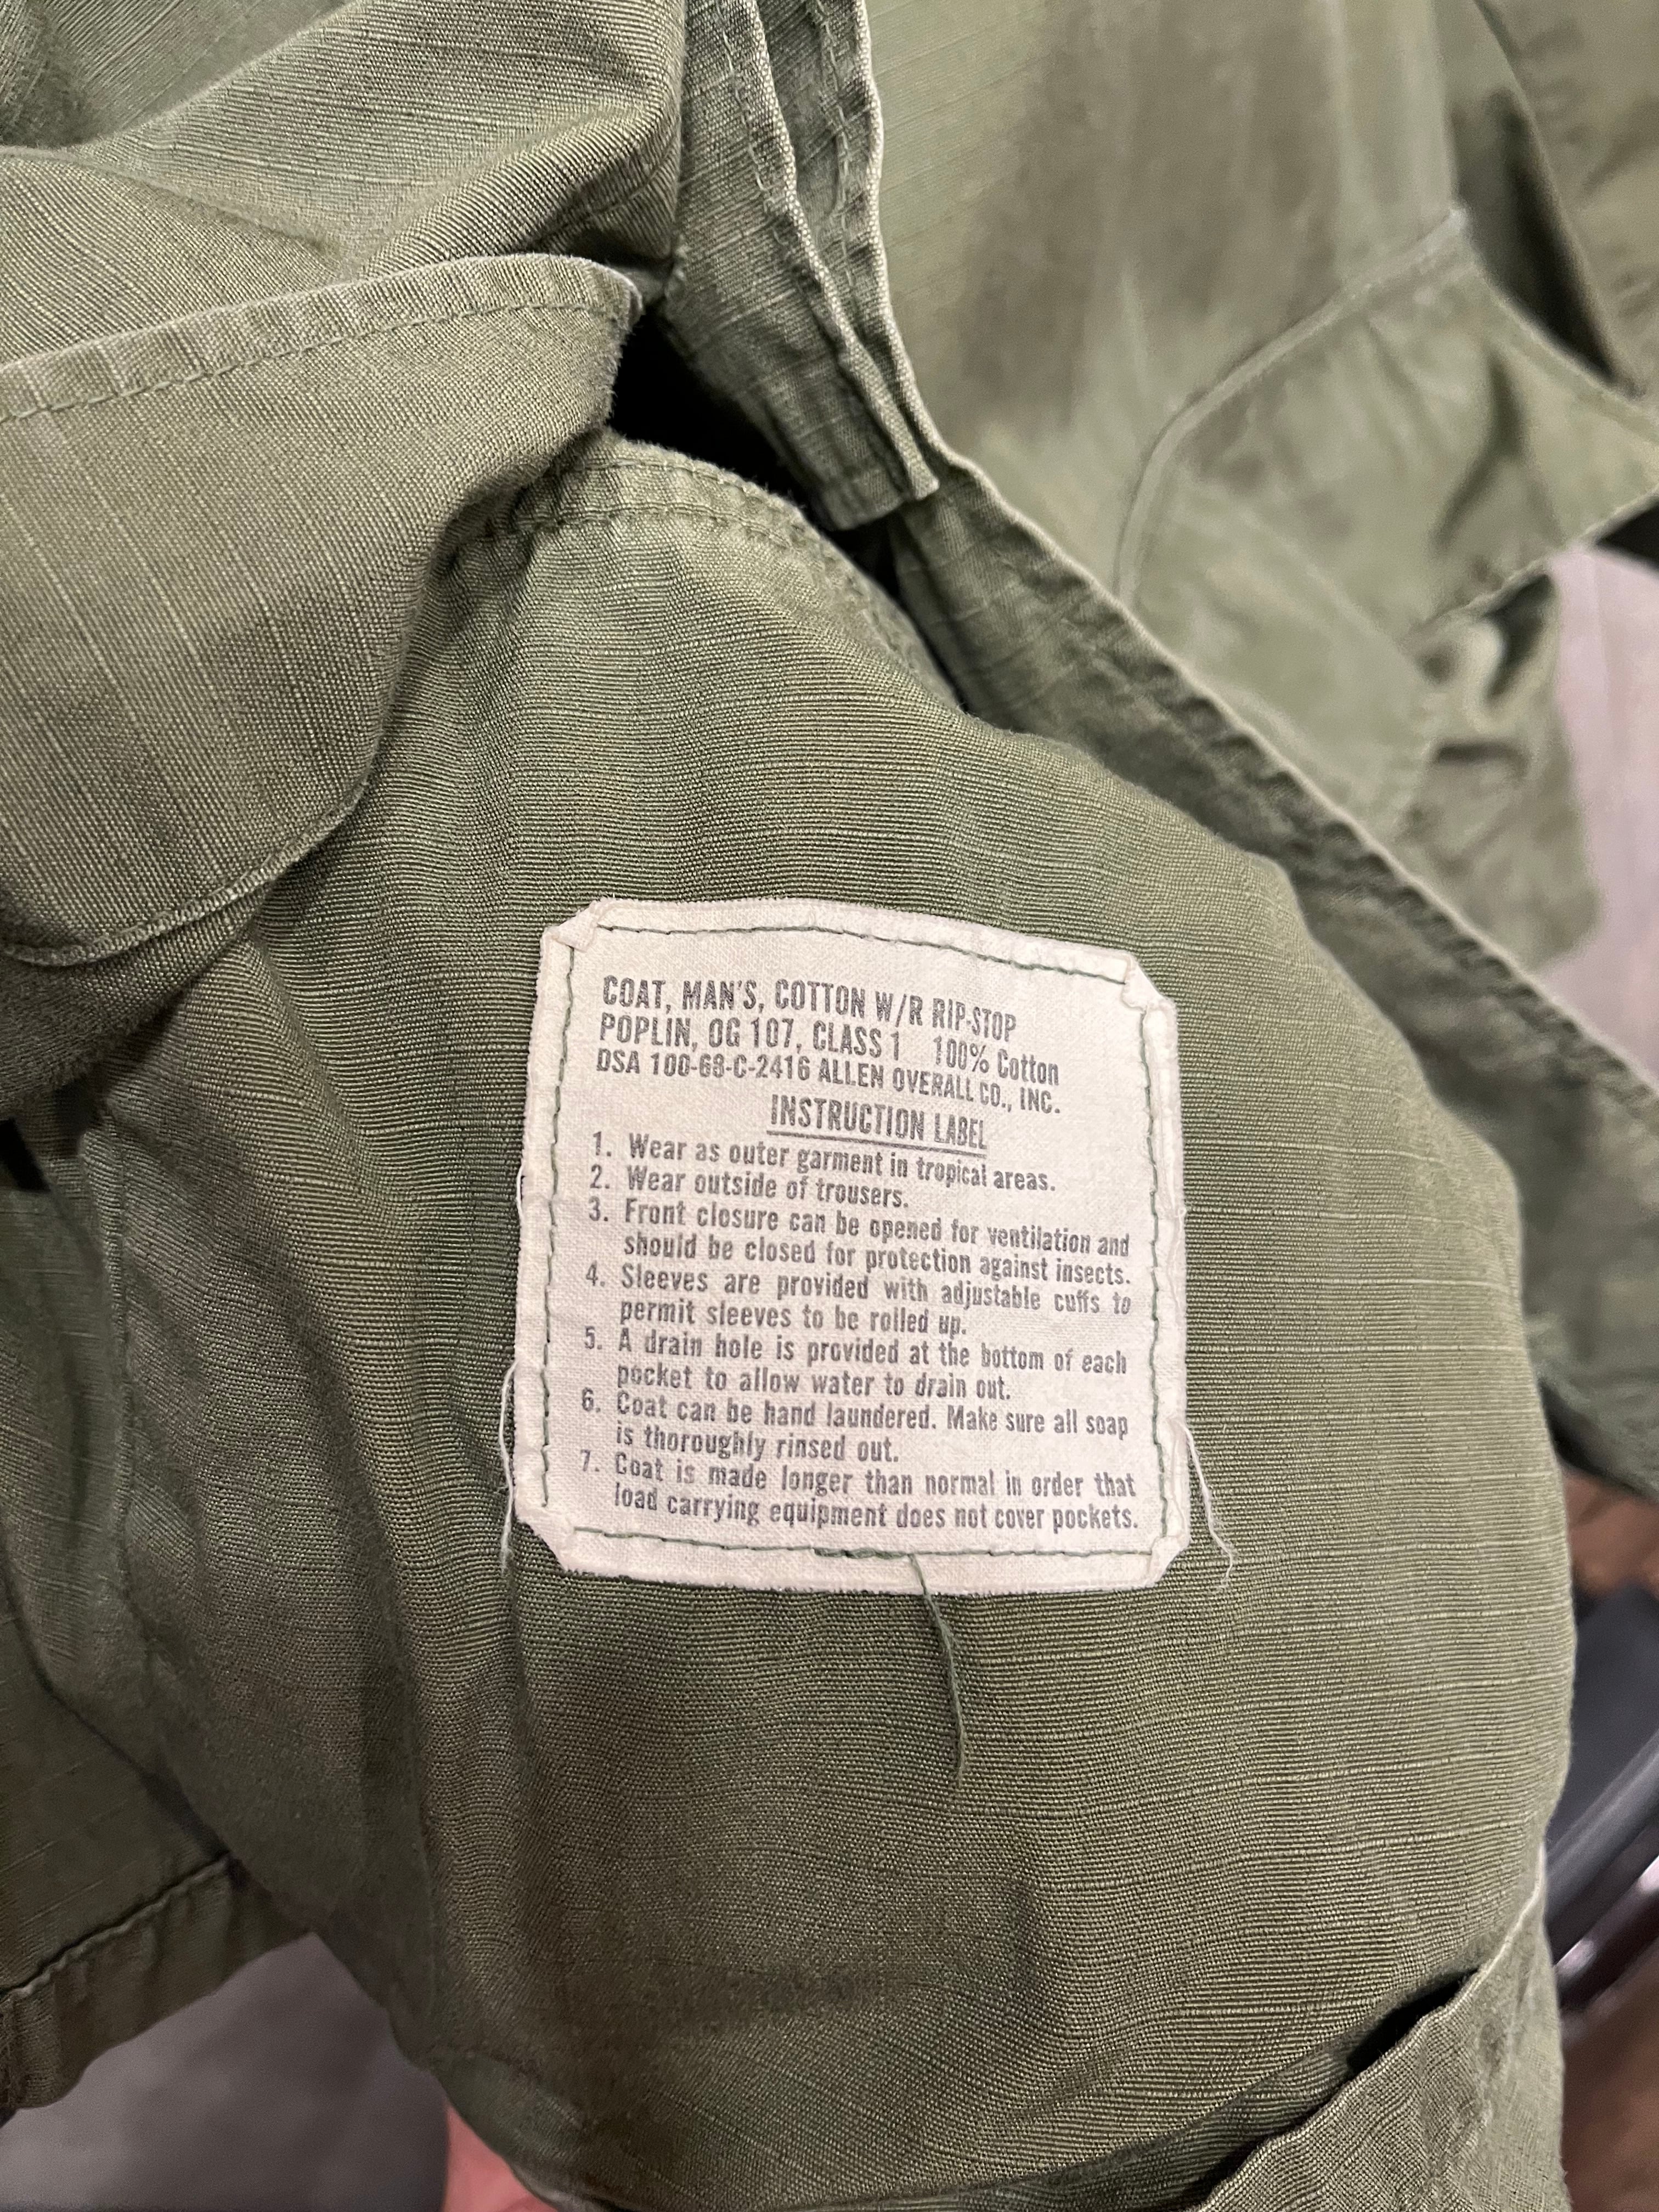 COAT, MAN'S, COTTON W/R RIP-STOP
POPLIN, OG 107, CLASS 1 100% Cotton
DSA 100-68-C-2416 ALLEN OVERALL CO., INC.
INSTRUCTION LABEL
1. Wear as outer garment in tropical areas.
2. Wear outside of trousers.
3. Front closure can be opened for ventilation and
should be closed for protection against insects.
4. Sleeves are provided with adjustable cuffs to
permit sleeves to be rolled up.
5. A drain hole is provided at the bottom of each
pocket to allow water to drain out.
6. Coat can be hand laundered. Make sure all soap
is thoroughly rinsed out.
7. Coat is made longer than normal in order that
load carrying equipment does not cover pockets.